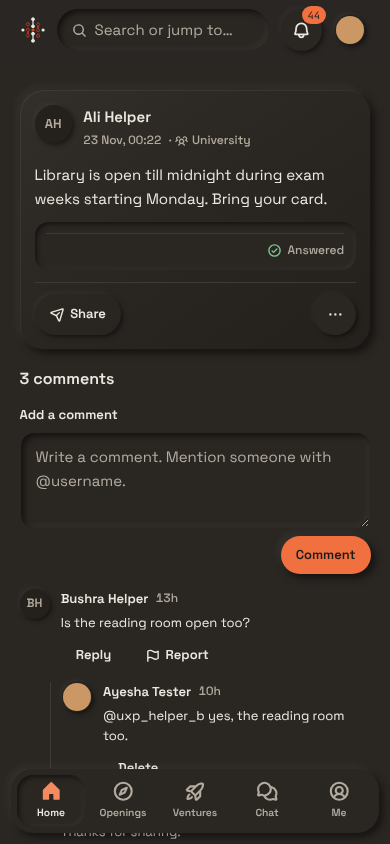 Search or jump to...
44
AH
Ali Helper
23 Nov, 00:22 · University
Library is open till midnight during exam
weeks starting Monday. Bring your card.
Answered
Share
3 comments
Add a comment
Write a comment. Mention someone with
@username.
Comment
BH
Bushra Helper 13h
Is the reading room open too?
Reply Report
Ayesha Tester 10h
@uxp_helper_b yes, the reading room
too.
Delete
Home Openings Ventures Chat Me
Thanks for sharing.